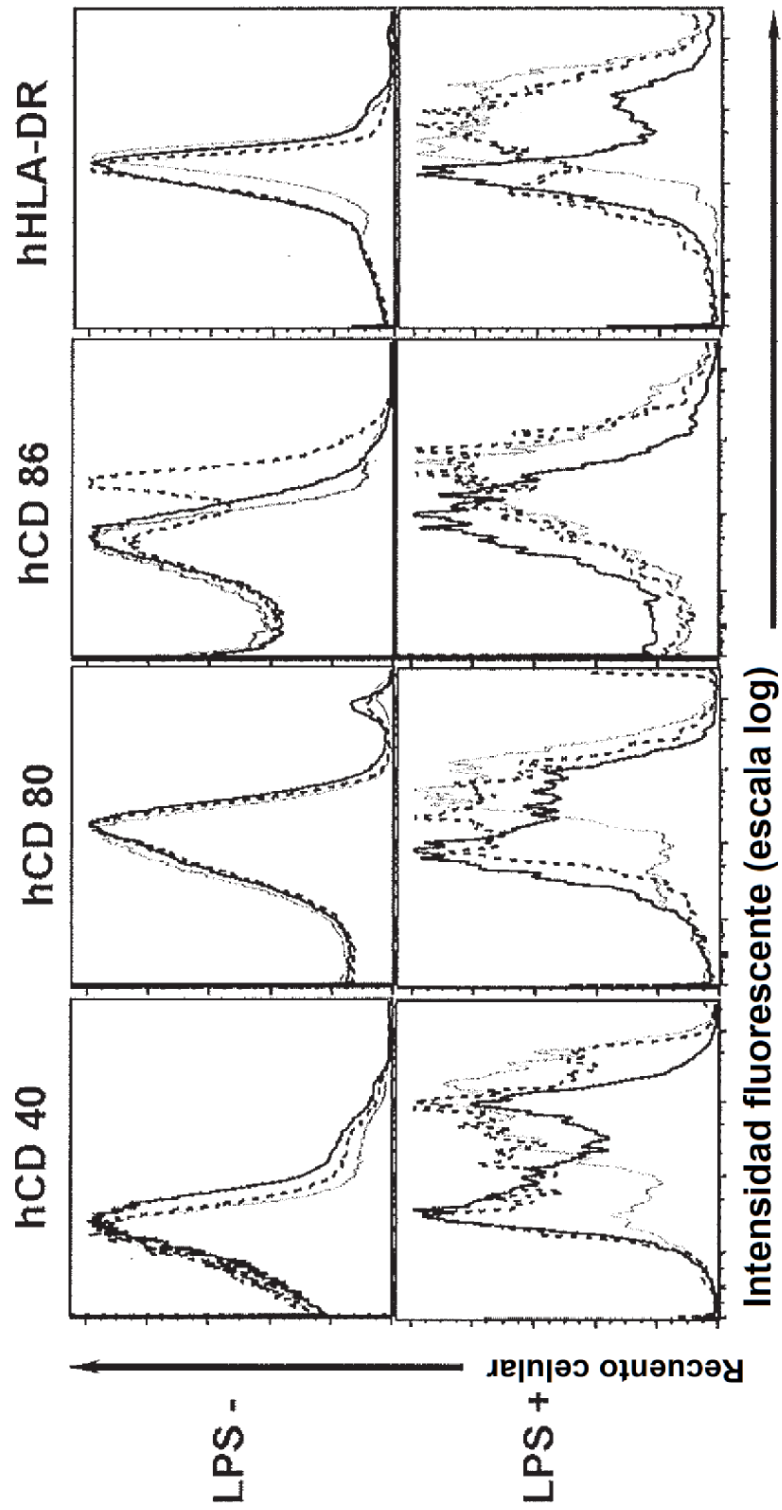 hCD 40
hCD 80
hCD 86
hHLA-DR
LPS -
LPS +
Recuento celular
Intensidad fluorescente (escala log)